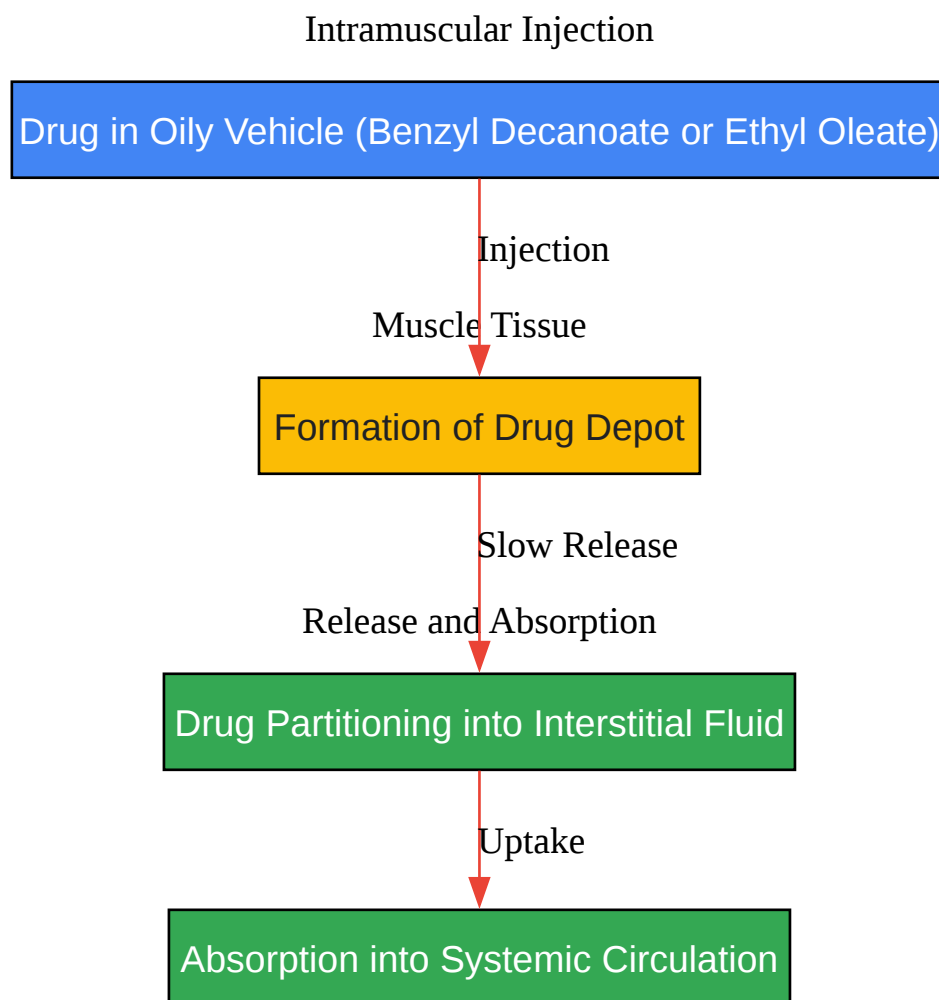 Intramuscular Injection
Drug in Oily Vehicle (Benzyl Decanoate or Ethyl Oleate)
Injection
Muscle Tissue
Formation of Drug Depot
Slow Release
Release and Absorption
Drug Partitioning into Interstitial Fluid
Uptake
Absorption into Systemic Circulation